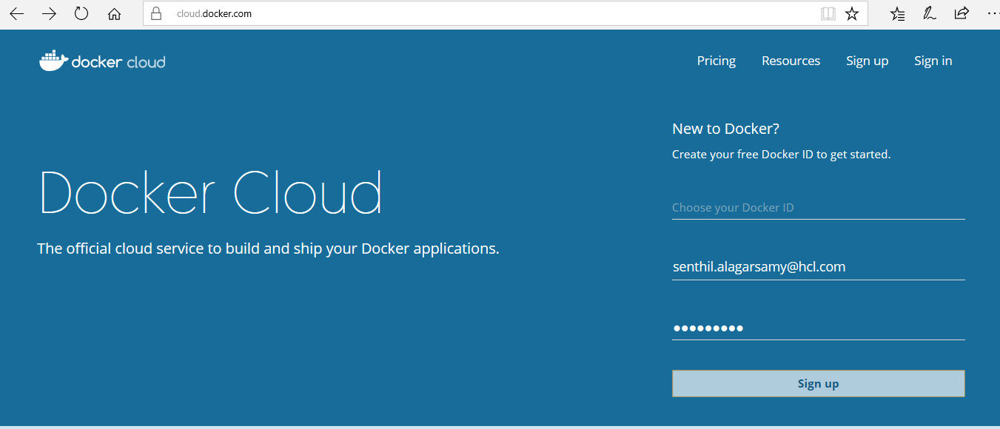 cloud.docker.com
docker cloud
Pricing Resources Sign up Sign in
New to Docker?
Create your free Docker ID to get started.
Docker Cloud
The official cloud service to build and ship your Docker applications.
Choose your Docker ID
senthil.alagarsamy@hcl.com
●●●●●●●●●
Sign up